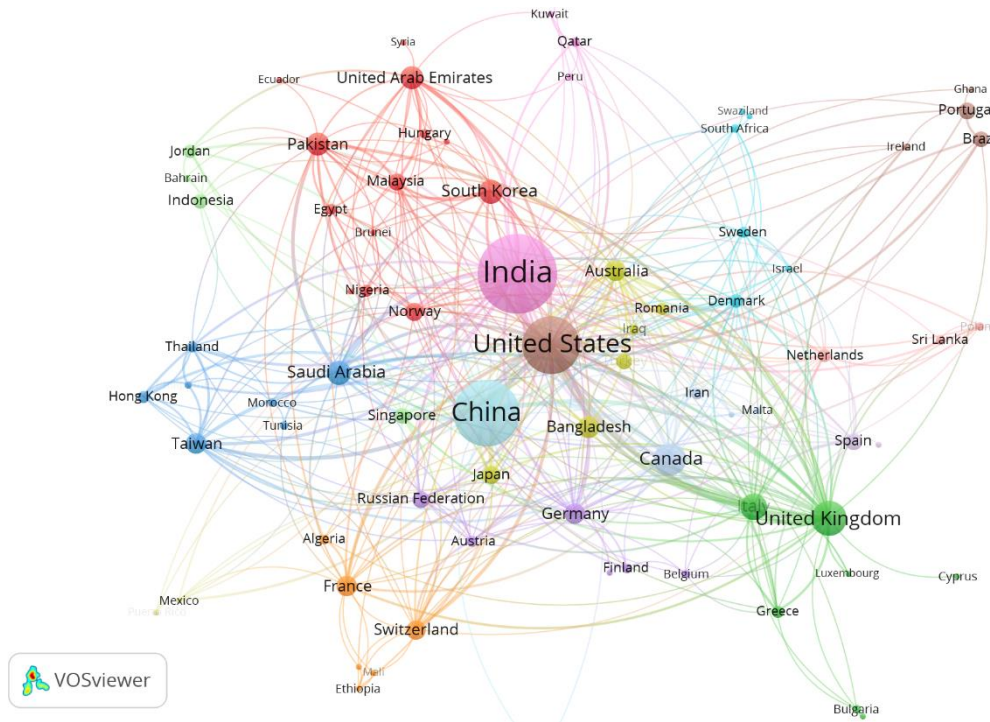 Kuwait
Qatar
Syria
United Arab Emirates
Peru
Ecuador
Ghana
Portuga
Swaziland
South Africa
Hungary
Braz
Pakistan
Ireland
Jordan
Bahrain
Malaysia
South Korea
Indonesia
Egypt
Brunei
Sweden
India
Australia
Israel
Nigeria
Denmark
Norway
Romania
Iraq
Sri Lanka
United States
Thailand
Netherlands
Saudi Arabia
Hong Kong
Iran
Morocco
China
Singapore
Malta
Tunisia
Bangladesh
Taiwan
Spain
Canada
Japan
Russian Federation
Italy
Germany
United Kingdom
Algeria
Austria
Finland
Belgium
Luxembourg
Cyprus
France
Mexico
Greece
Switzerland
Mali
Ethiopia
VOSviewer
Bulgaria